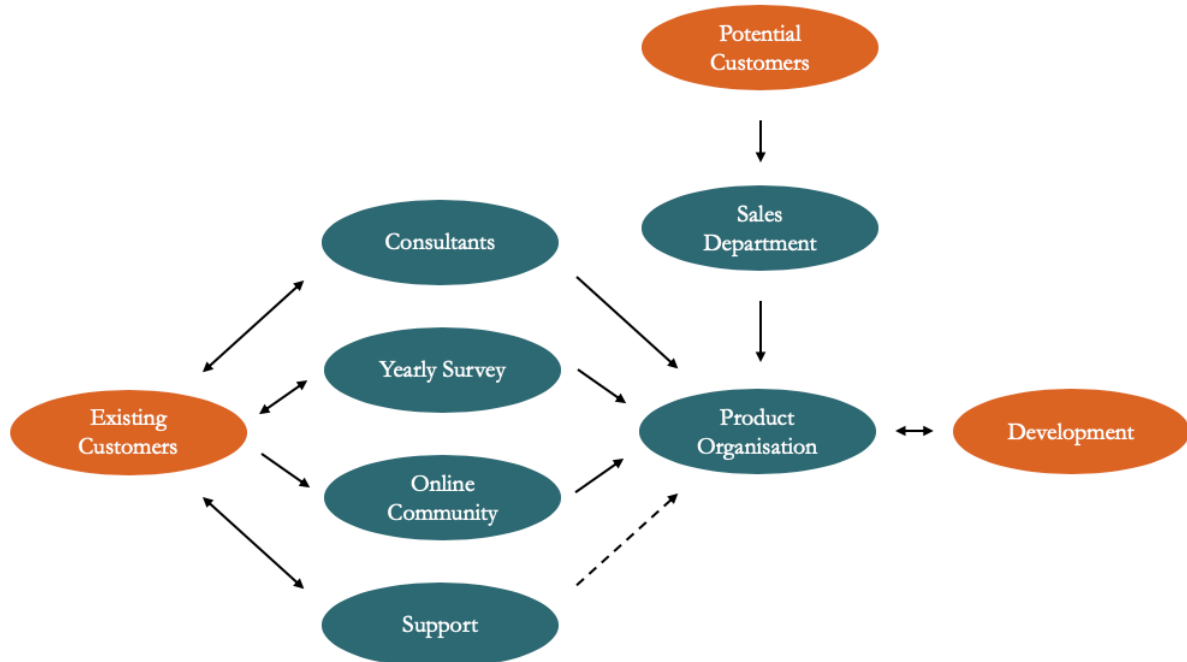 Potential
Customers
Sales
Department
Consultants
Yearly Survey
Existing
Customers
Product
Organisation
Development
Online
Community
Support